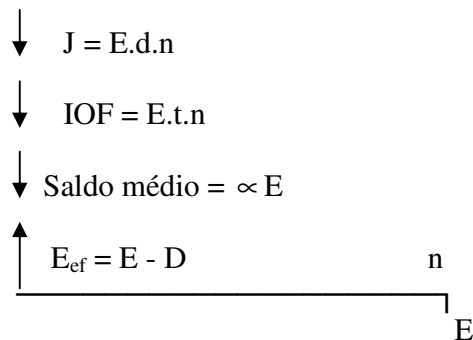 J = E.d.n
IOF = E.t.n
Saldo médio = ∝ E
E_ef = E - D n
E